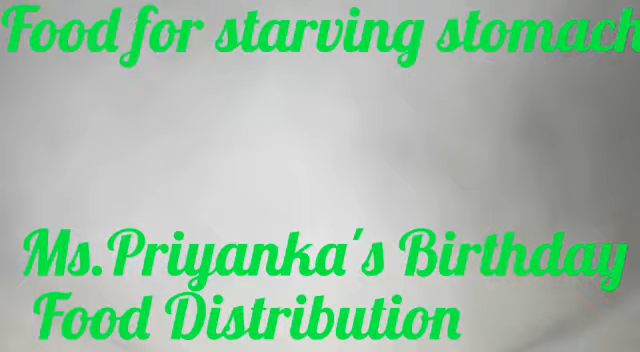 Food for starving stomach
Ms.Priyanka's Birthday
Food Distribution